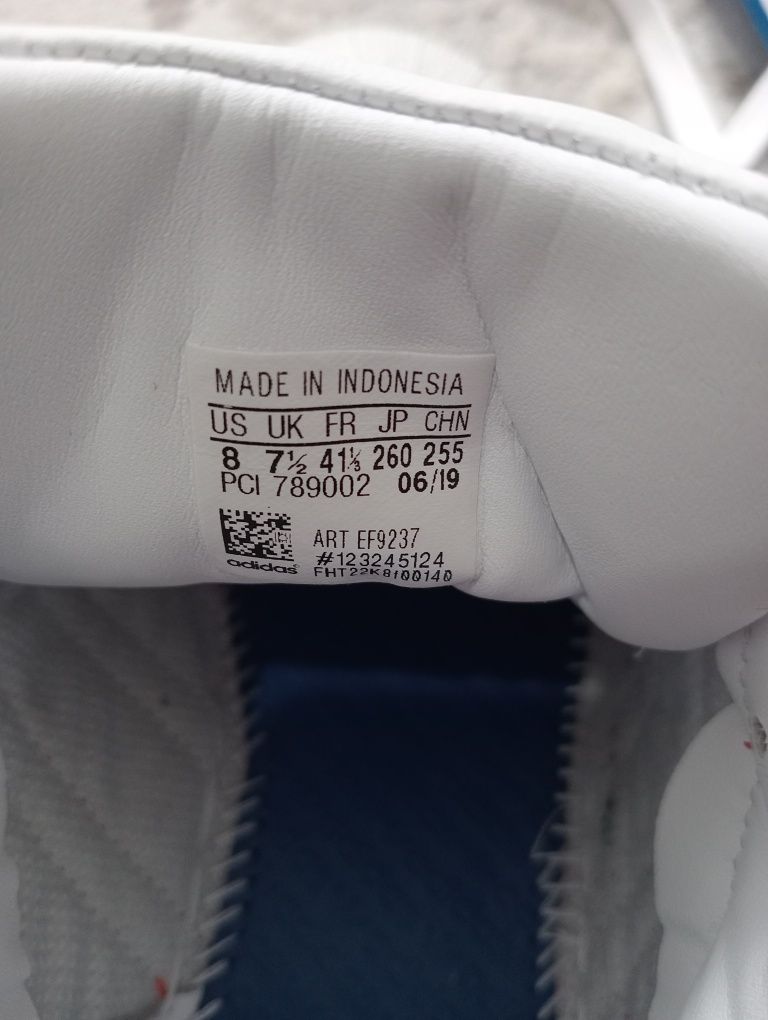 MADE IN INDONESIA
US UK FR JP CHN
8 7½ 41⅓ 260 255
PCI 789002 06/19
ART EF9237
#123245124
adidas